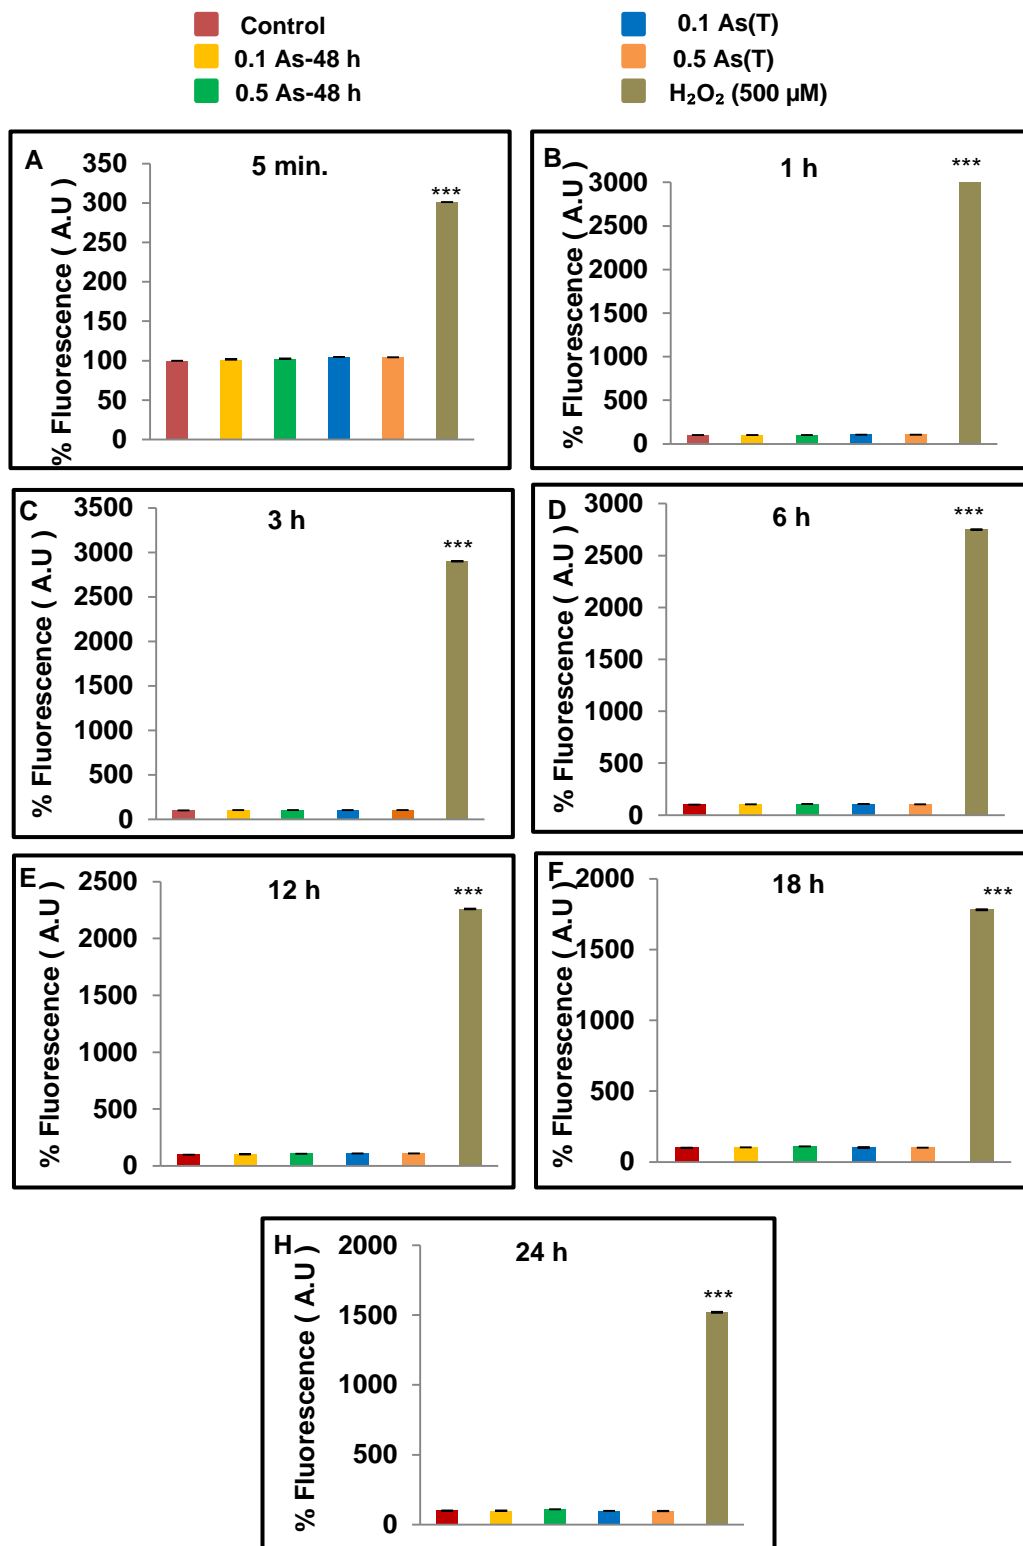 Control
0.1 As-48 h
0.5 As-48 h
0.1 As(T)
0.5 As(T)
H₂O₂ (500 µM)
A
5 min.
% Fluorescence ( A.U )
350
300
250
200
150
100
50
0
***
B
1 h
% Fluorescence ( A.U )
3000
2500
2000
1500
1000
500
0
***
C
3 h
% Fluorescence ( A.U )
3500
3000
2500
2000
1500
1000
500
0
***
D
6 h
% Fluorescence ( A.U )
3000
2500
2000
1500
1000
500
0
***
E
12 h
% Fluorescence ( A.U )
2500
2000
1500
1000
500
0
***
F
18 h
% Fluorescence ( A.U )
2000
1500
1000
500
0
***
H
24 h
% Fluorescence ( A.U )
2000
1500
1000
500
0
***